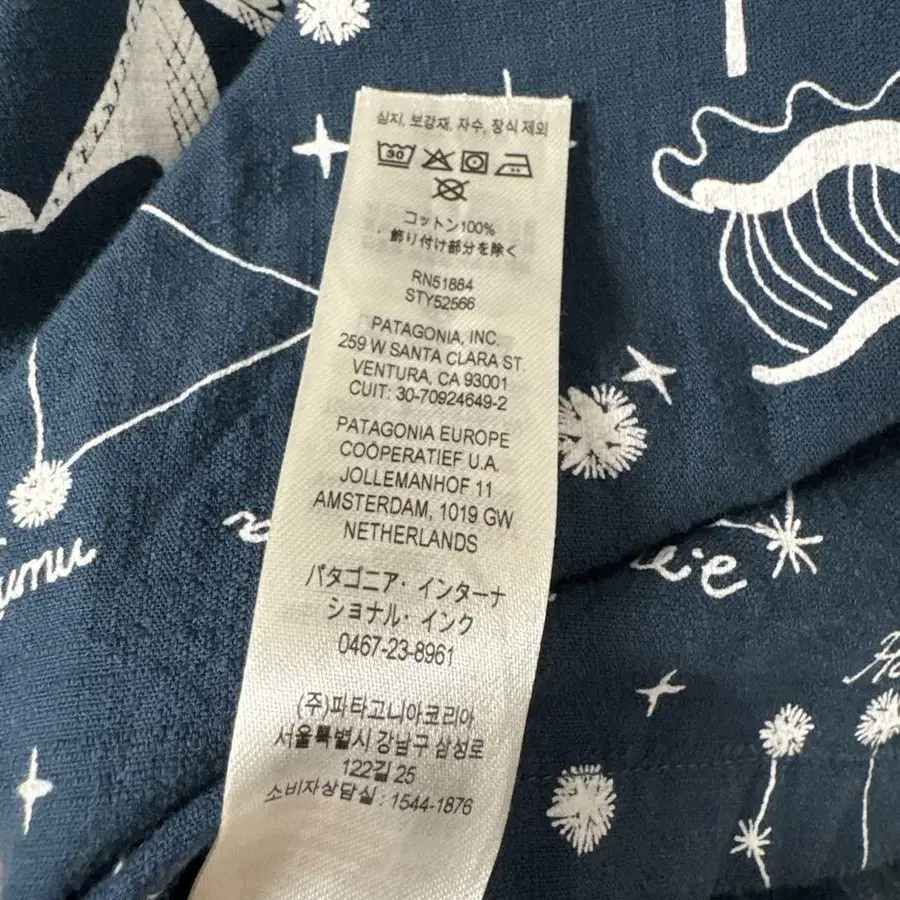 심지, 보강재, 자수, 장식 제외
30
コットン100%
飾り付け部分を除く
RN51884
STY52566
PATAGONIA, INC.
259 W SANTA CLARA ST.
VENTURA, CA 93001
CUIT: 30-70924649-2
PATAGONIA EUROPE
COÖPERATIEF U.A.
JOLLEMANHOF 11
AMSTERDAM, 1019 GW
NETHERLANDS
パタゴニア・インターナ
ショナル・インク
0467-23-8961
(주)파타고니아코리아
서울특별시 강남구 삼성로
122길 25
소비자상담실 : 1544-1876